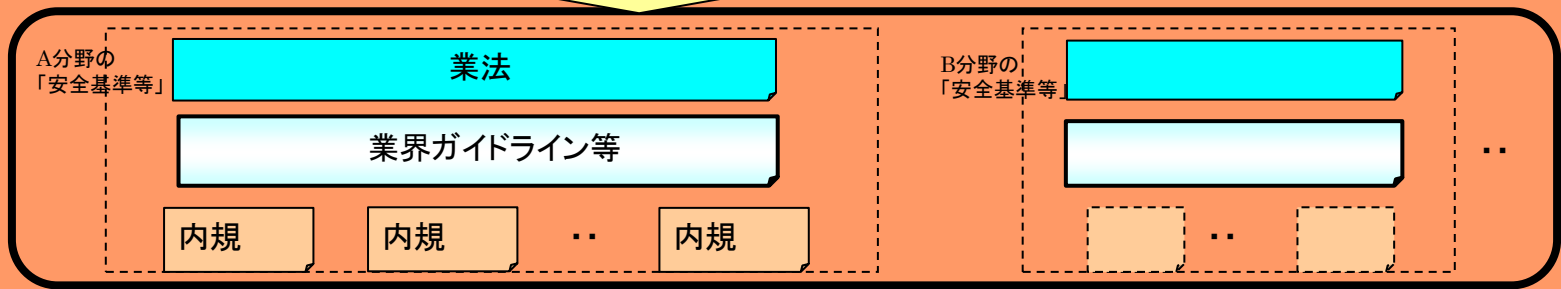 A分野の
「安全基準等」
業法
業界ガイドライン等
内規
内規
‥
内規
B分野の
「安全基準等」
‥
‥